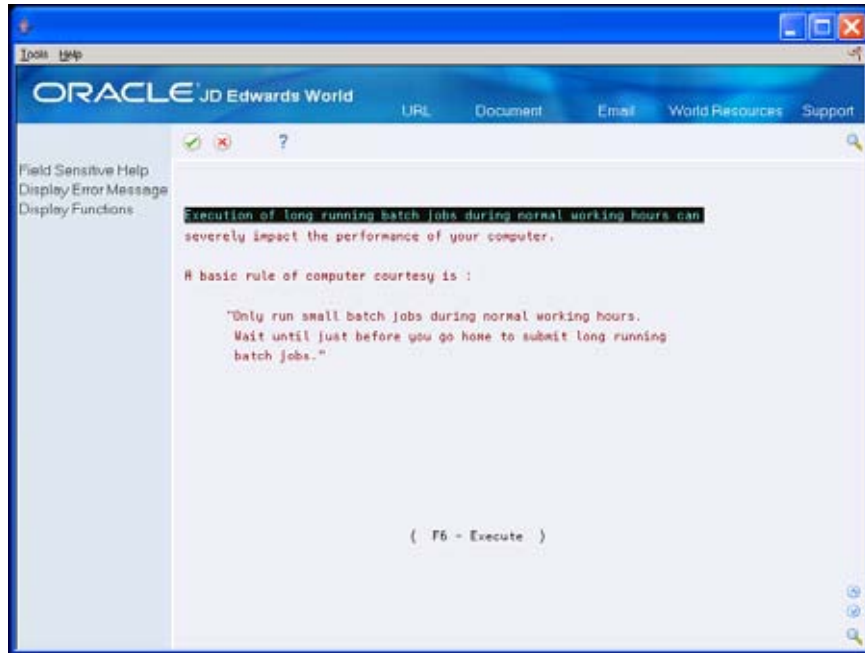 Tools Help
ORACLE JD Edwards World
URL Document Email World Resources Support
?
Field Sensitive Help
Display Error Message
Display Functions
Execution of long running batch jobs during normal working hours can
severely impact the performance of your computer.
A basic rule of computer courtesy is :
"Only run small batch jobs during normal working hours.
Wait until just before you go home to submit long running
batch jobs."
( F6 - Execute )